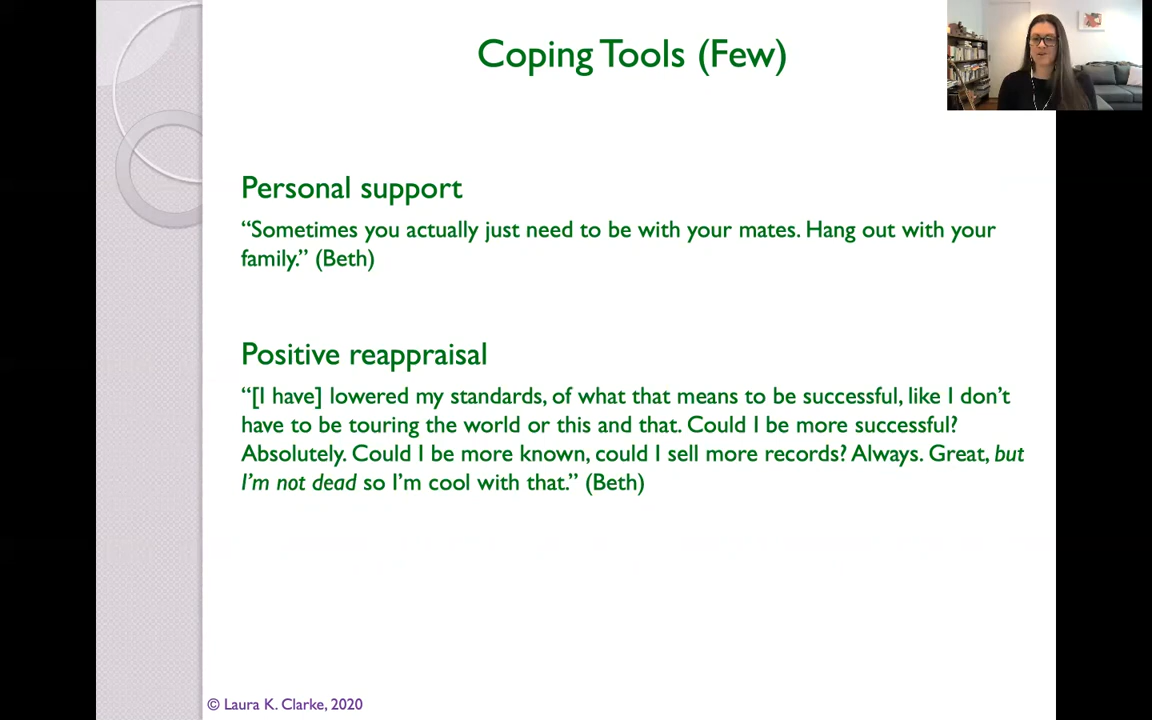 Coping Tools (Few)
Personal support
“Sometimes you actually just need to be with your mates. Hang out with your
family.” (Beth)
Positive reappraisal
“[I have] lowered my standards, of what that means to be successful, like I don’t
have to be touring the world or this and that. Could I be more successful?
Absolutely. Could I be more known, could I sell more records? Always. Great, but
I’m not dead so I’m cool with that.” (Beth)
© Laura K. Clarke, 2020